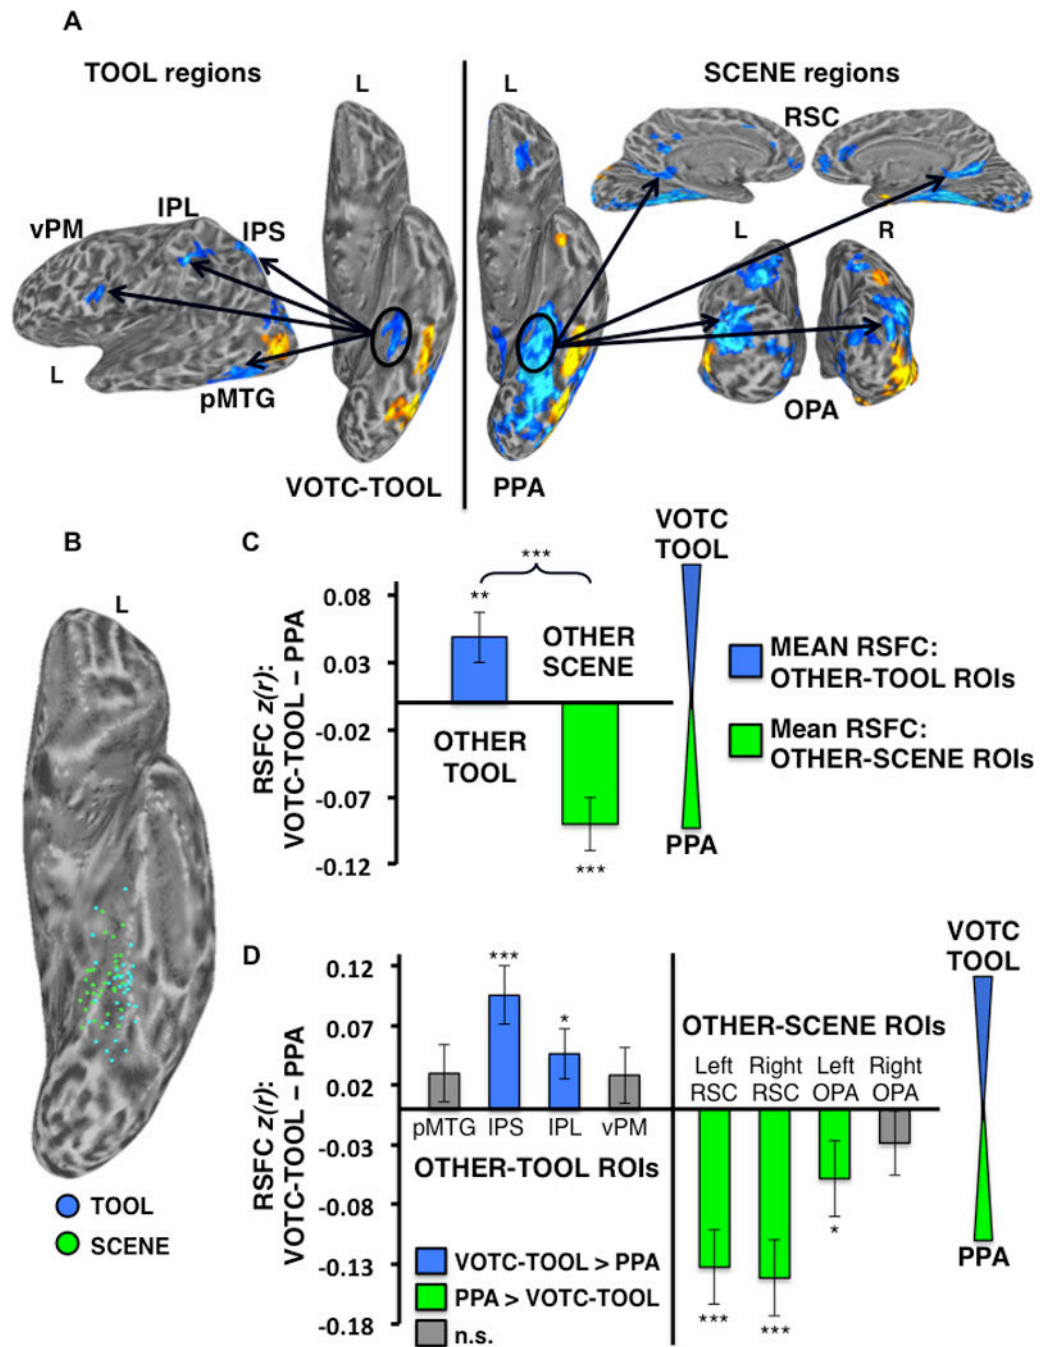 A
TOOL regions
SCENE regions
L
L
RSC
vPM
IPL
IPS
L
R
L
pMTG
OPA
VOTC-TOOL
PPA
B
L
TOOL
SCENE
C
VOTC
TOOL
***
0.08
**
OTHER
SCENE
0.03
MEAN RSFC:
OTHER-TOOL ROIs
RSFC z(r):
VOTC-TOOL – PPA
-0.02
OTHER
TOOL
Mean RSFC:
OTHER-SCENE ROIs
-0.07
PPA
-0.12
***
D
VOTC
TOOL
0.12
***
0.07
*
OTHER-SCENE ROIs
0.02
Left
RSC
Right
RSC
Left
OPA
Right
OPA
RSFC z(r):
VOTC-TOOL – PPA
pMTG
IPS
IPL
vPM
-0.03
OTHER-TOOL ROIs
-0.08
*
-0.13
VOTC-TOOL > PPA
PPA
PPA > VOTC-TOOL
-0.18
***
***
n.s.